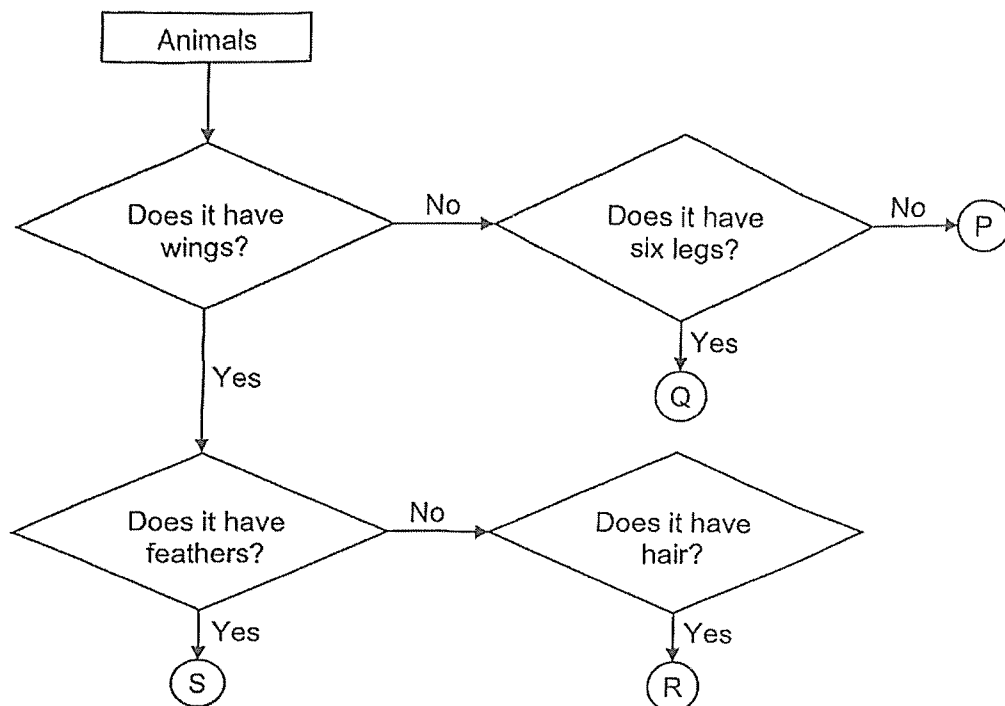 Animals
Does it have
wings?
No
Does it have
six legs?
No
P
Yes
Yes
Q
Does it have
feathers?
No
Does it have
hair?
Yes
Yes
S
R